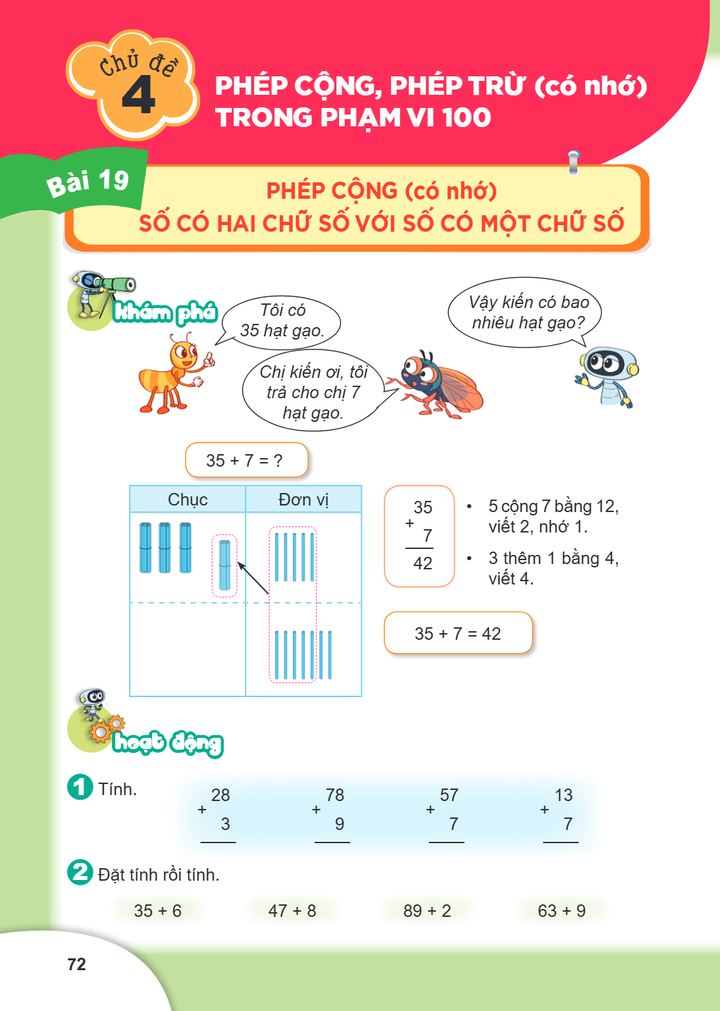 Chủ đề
4
PHÉP CỘNG, PHÉP TRỪ (có nhớ)
TRONG PHẠM VI 100
Bài 19
PHÉP CỘNG (có nhớ)
SỐ CÓ HAI CHỮ SỐ VỚI SỐ CÓ MỘT CHỮ SỐ
khám phá
Tôi có
35 hạt gạo.
Vậy kiến có bao
nhiêu hạt gạo?
Chị kiến ơi, tôi
trả cho chị 7
hạt gạo.
35 + 7 = ?
Chục Đơn vị
35
+
7
42
• 5 cộng 7 bằng 12,
viết 2, nhớ 1.
• 3 thêm 1 bằng 4,
viết 4.
35 + 7 = 42
hoạt động
1 Tính.
28 78 57 13
+ + + +
3 9 7 7
2 Đặt tính rồi tính.
35 + 6 47 + 8 89 + 2 63 + 9
72